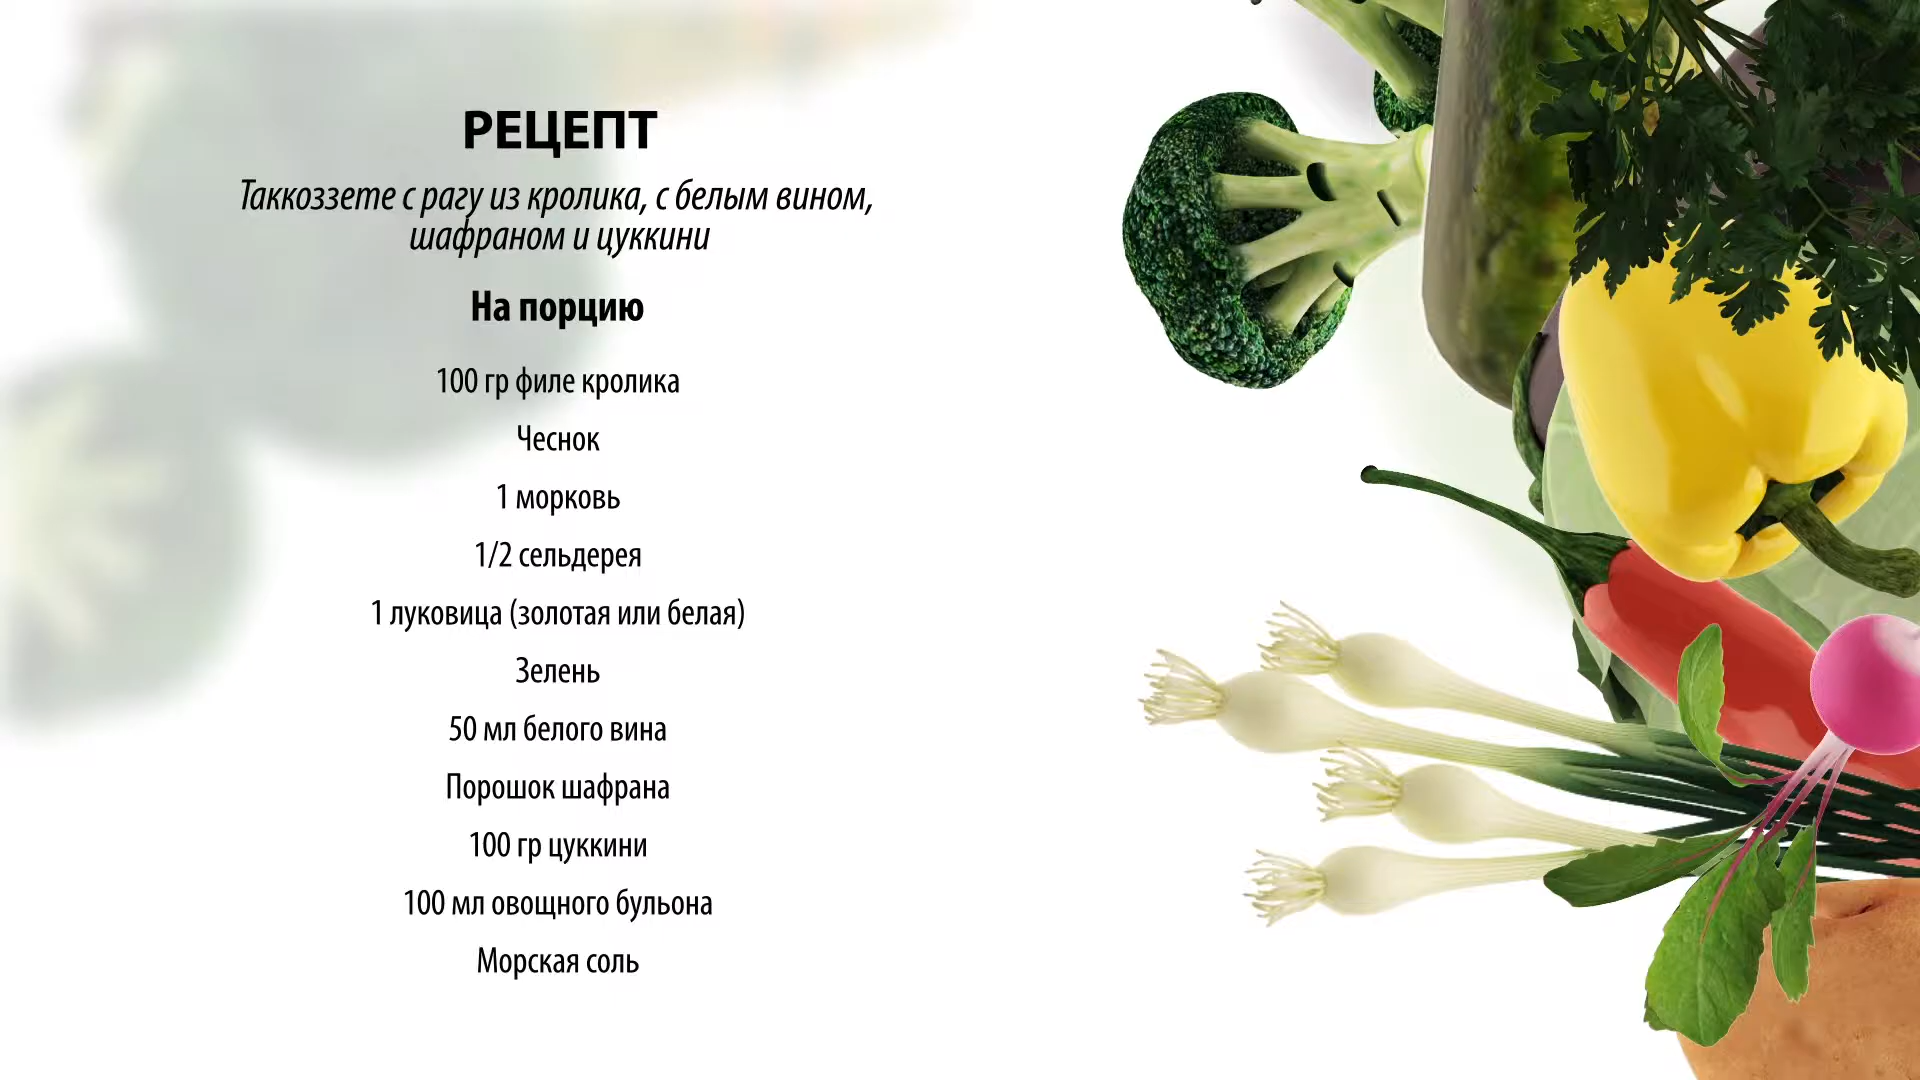 РЕЦЕПТ
Таккоззете с рагу из кролика, с белым вином,
шафраном и цуккини
На порцию
100 гр филе кролика
Чеснок
1 морковь
1/2 сельдерея
1 луковица (золотая или белая)
Зелень
50 мл белого вина
Порошок шафрана
100 гр цуккини
100 мл овощного бульона
Морская соль